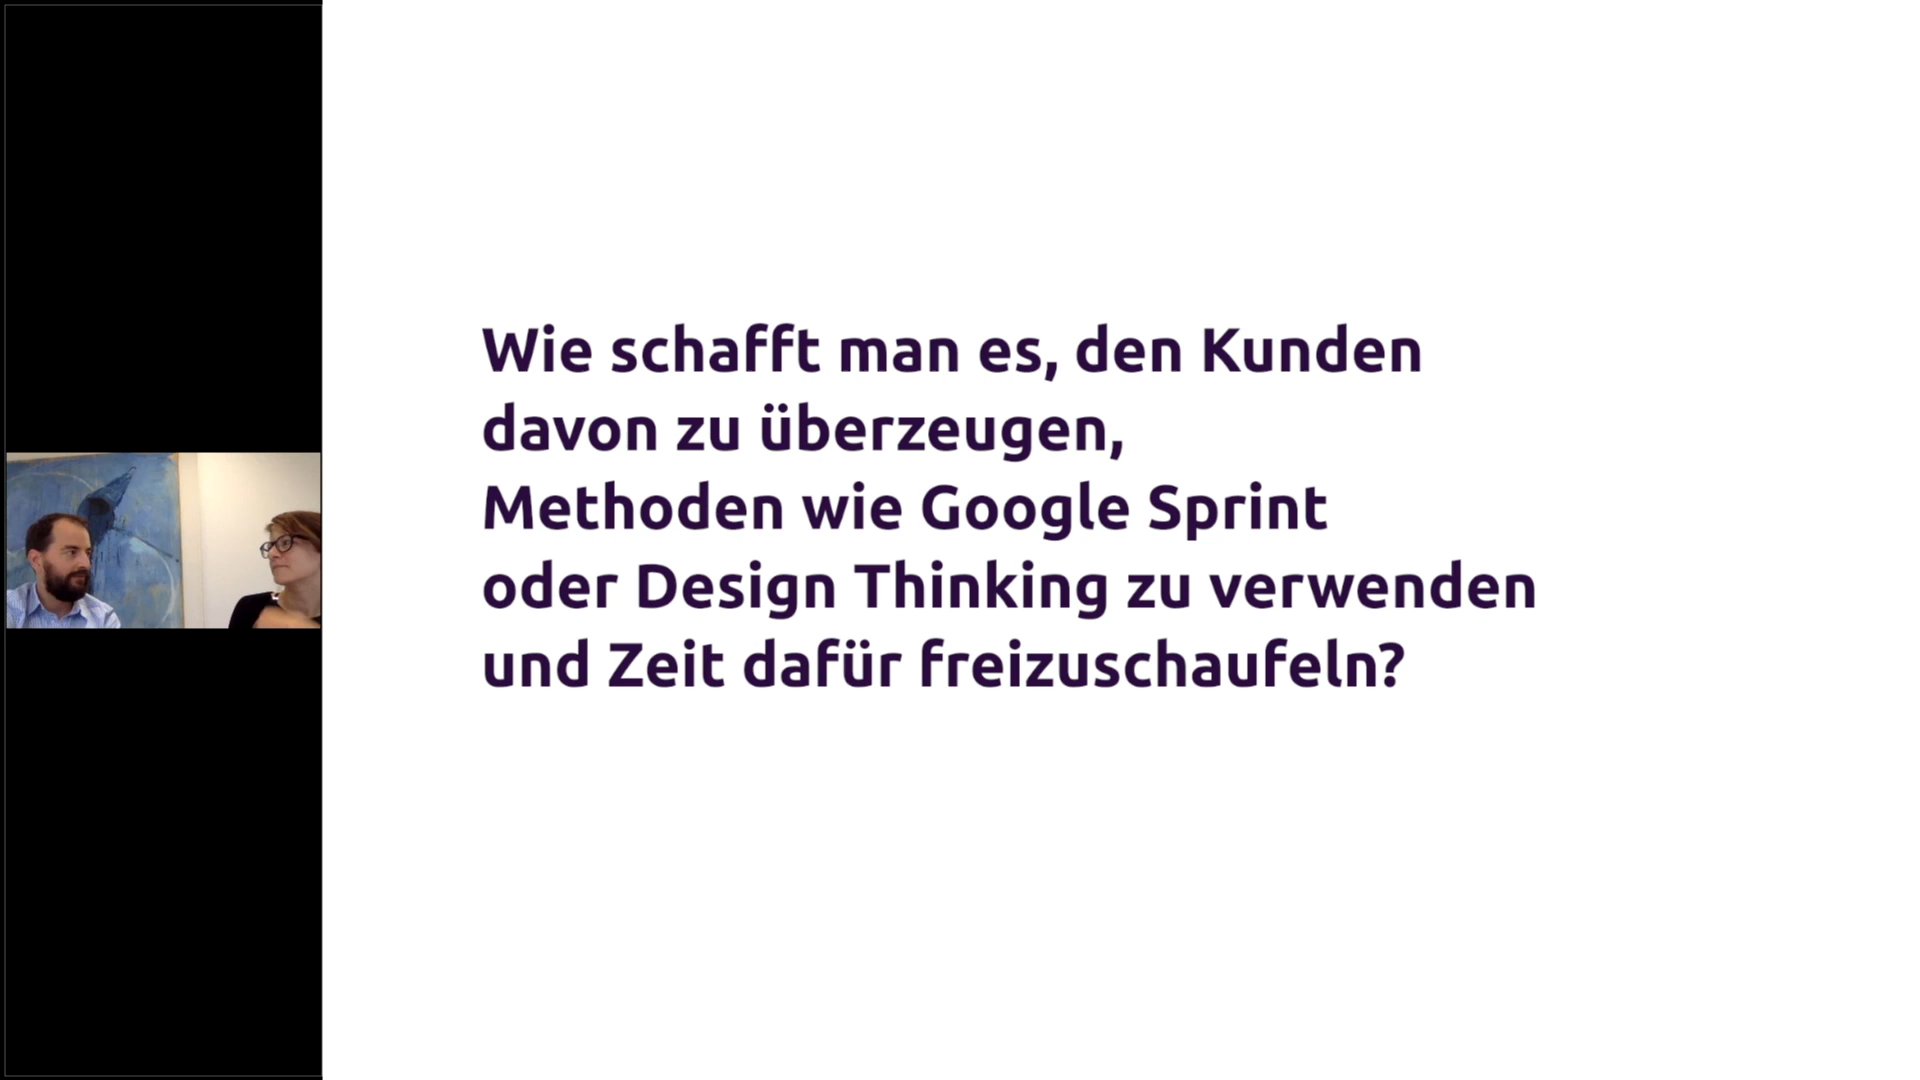 Wie schafft man es, den Kunden
davon zu überzeugen,
Methoden wie Google Sprint
oder Design Thinking zu verwenden
und Zeit dafür freizuschaufeln?